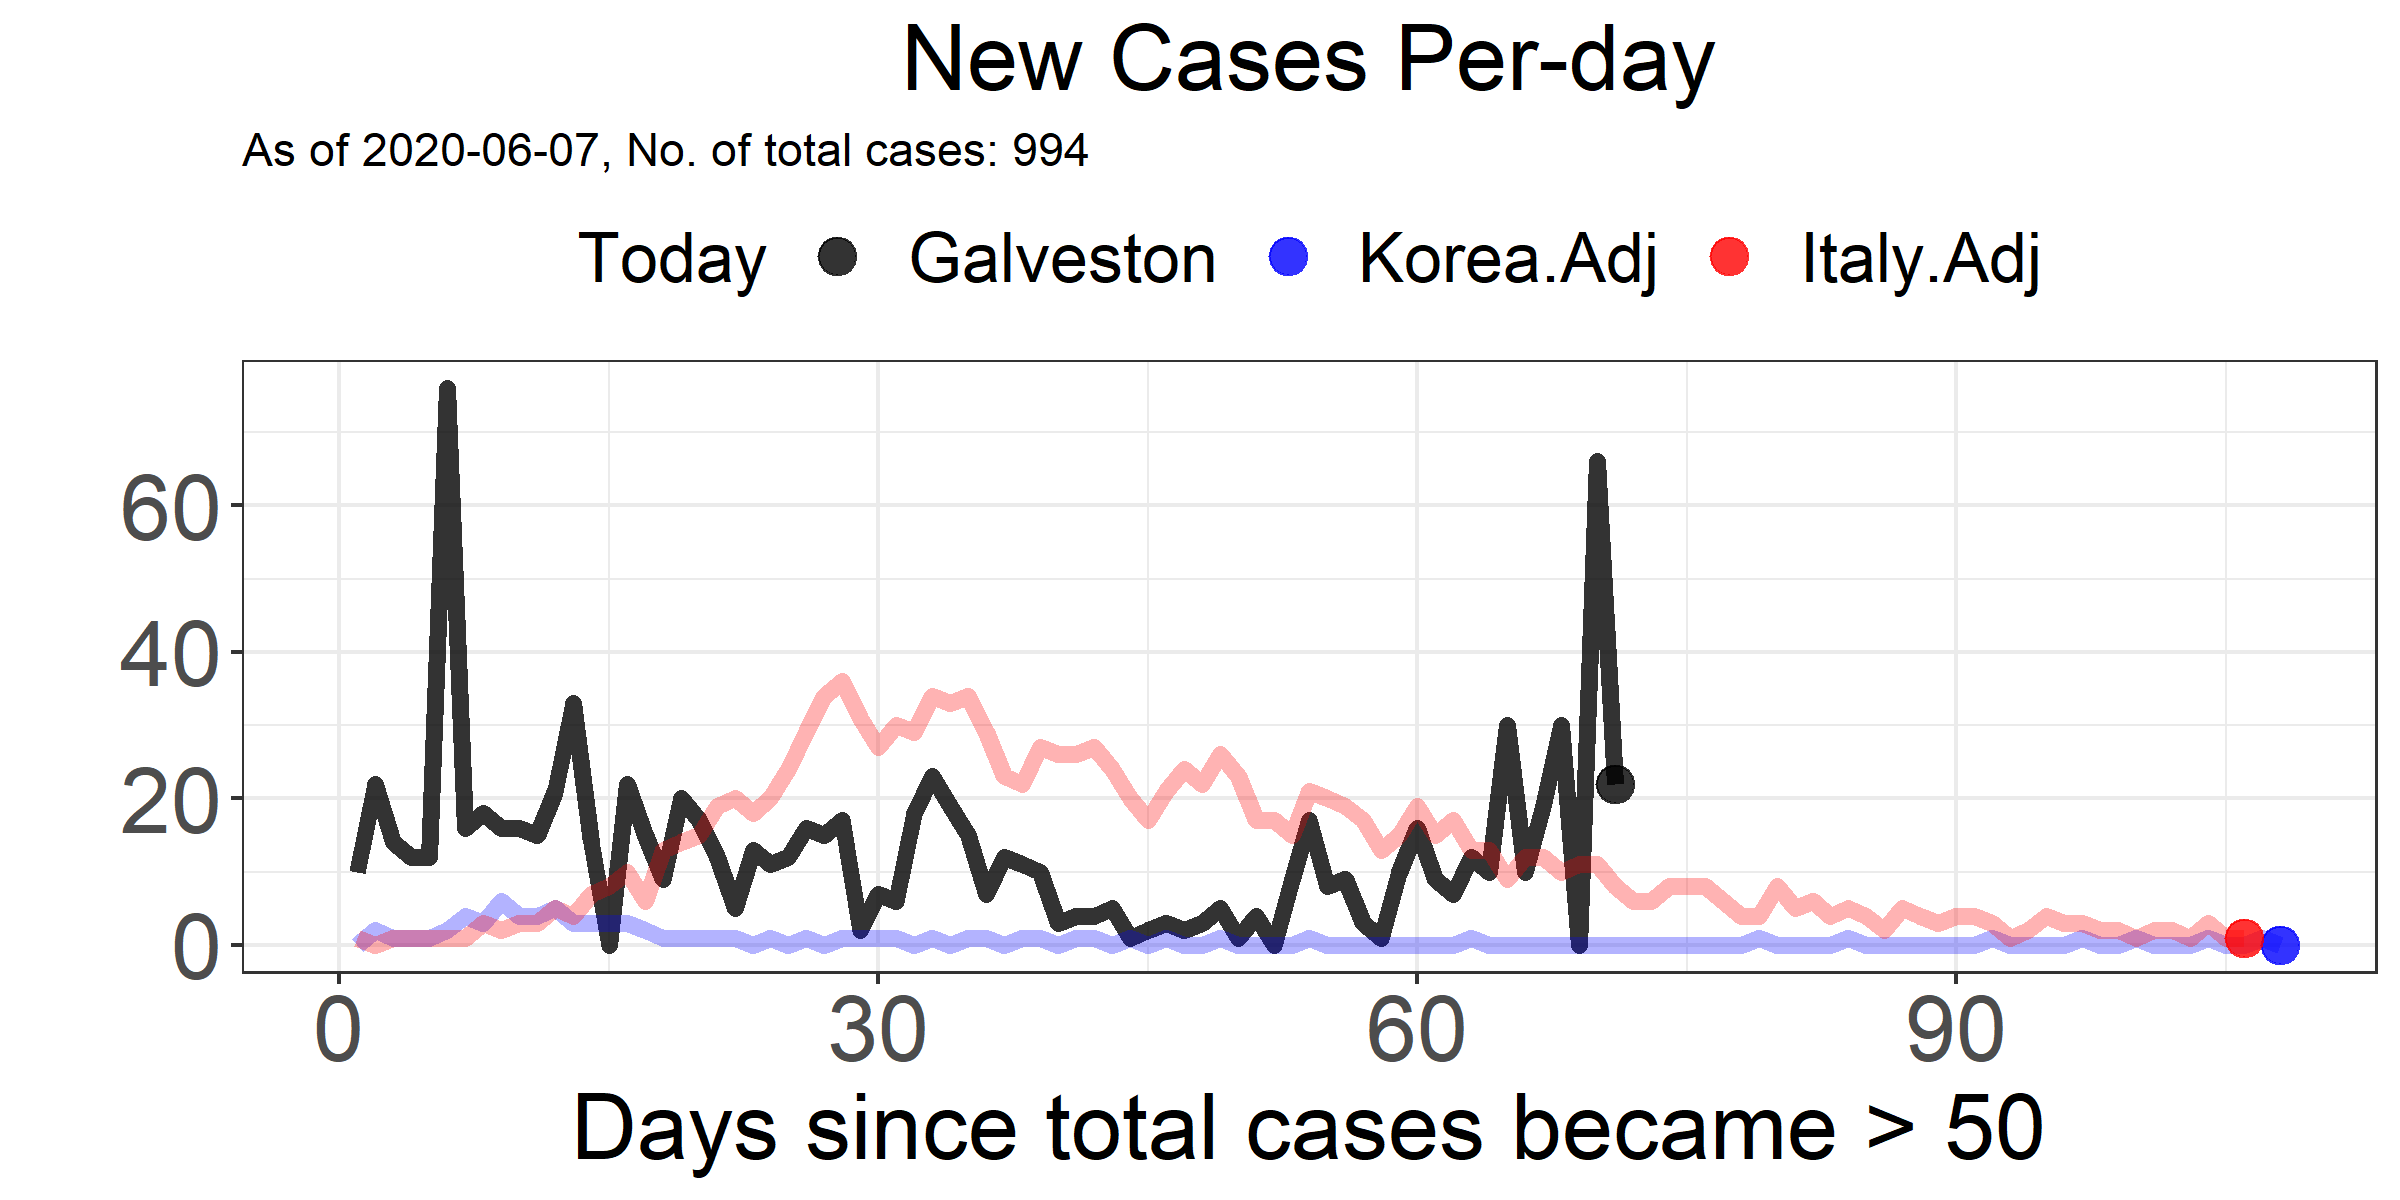 New Cases Per-day
As of 2020-06-07, No. of total cases: 994
Today Galveston Korea.Adj Italy.Adj
60
40
20
0
0 30 60 90
Days since total cases became > 50